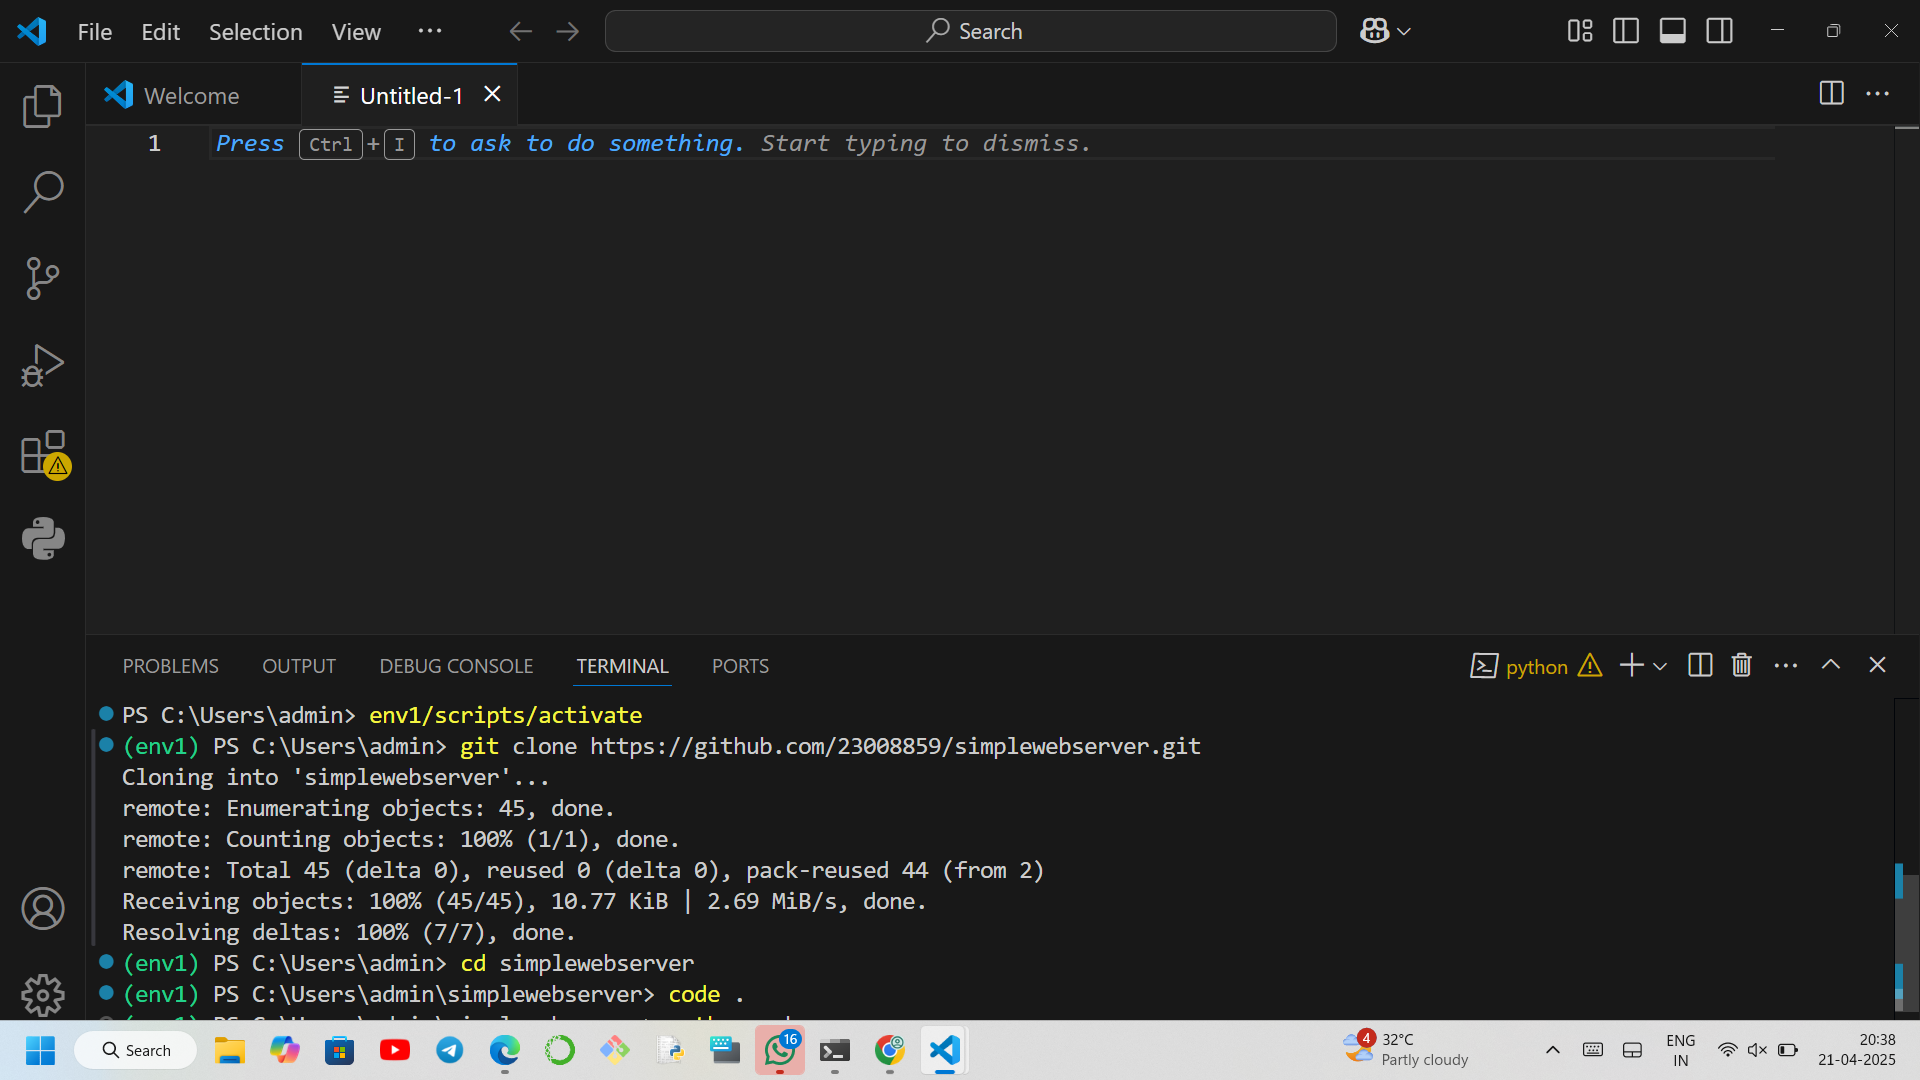 File Edit Selection View ··· Search
Welcome Untitled-1
1 Press Ctrl+I to ask to do something. Start typing to dismiss.
PROBLEMS OUTPUT DEBUG CONSOLE TERMINAL PORTS python
PS C:\Users\admin> env1/scripts/activate
(env1) PS C:\Users\admin> git clone https://github.com/23008859/simplewebserver.git
Cloning into 'simplewebserver'...
remote: Enumerating objects: 45, done.
remote: Counting objects: 100% (1/1), done.
remote: Total 45 (delta 0), reused 0 (delta 0), pack-reused 44 (from 2)
Receiving objects: 100% (45/45), 10.77 KiB | 2.69 MiB/s, done.
Resolving deltas: 100% (7/7), done.
(env1) PS C:\Users\admin> cd simplewebserver
(env1) PS C:\Users\admin\simplewebserver> code .
Search 16 4 32°C ENG 20:38
Partly cloudy IN 21-04-2025